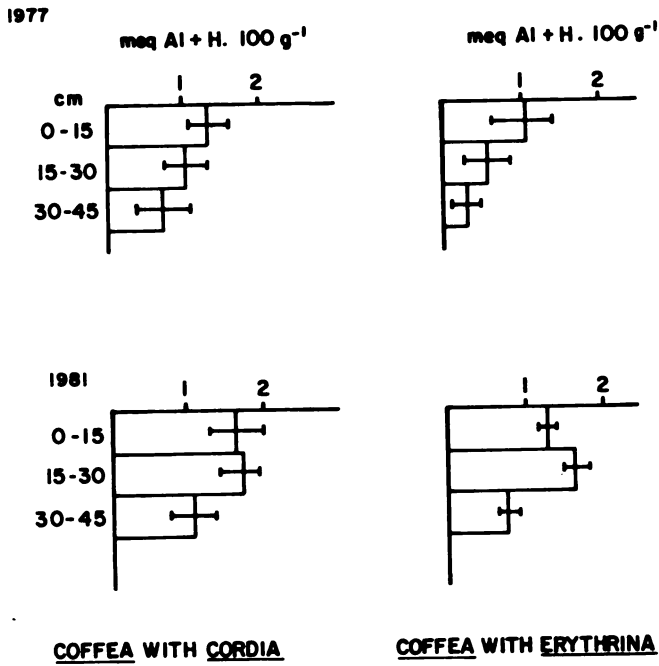 1977
meq Al + H. 100 g⁻¹ meq Al + H. 100 g⁻¹
1 2 1 2
cm
0-15
15-30
30-45
1981
1 2 1 2
0-15
15-30
30-45
COFFEA WITH CORDIA COFFEA WITH ERYTHRINA